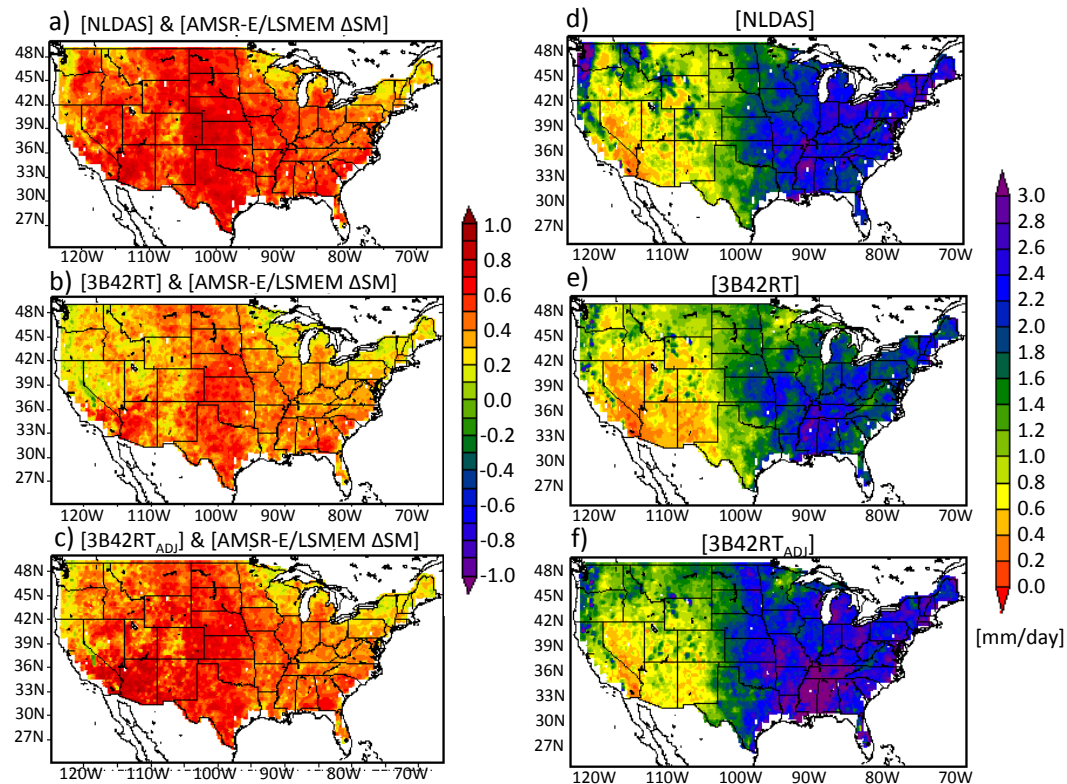 a) [NLDAS] & [AMSR-E/LSMEM ΔSM]
48N
45N
42N
39N
36N
33N
30N
27N
120W 110W 100W 90W 80W 70W
b) [3B42RT] & [AMSR-E/LSMEM ΔSM]
48N
45N
42N
39N
36N
33N
30N
27N
120W 110W 100W 90W 80W 70W
c) [3B42RT_ADJ] & [AMSR-E/LSMEM ΔSM]
48N
45N
42N
39N
36N
33N
30N
27N
120W 110W 100W 90W 80W 70W
1.0
0.8
0.6
0.4
0.2
0.0
-0.2
-0.4
-0.6
-0.8
-1.0
d) [NLDAS]
48N
45N
42N
39N
36N
33N
30N
27N
120W 110W 100W 90W 80W 70W
e) [3B42RT]
48N
45N
42N
39N
36N
33N
30N
27N
120W 110W 100W 90W 80W 70W
f) [3B42RT_ADJ]
48N
45N
42N
39N
36N
33N
30N
27N
120W 110W 100W 90W 80W 70W
3.0
2.8
2.6
2.4
2.2
2.0
1.8
1.6
1.4
1.2
1.0
0.8
0.6
0.4
0.2
0.0
[mm/day]